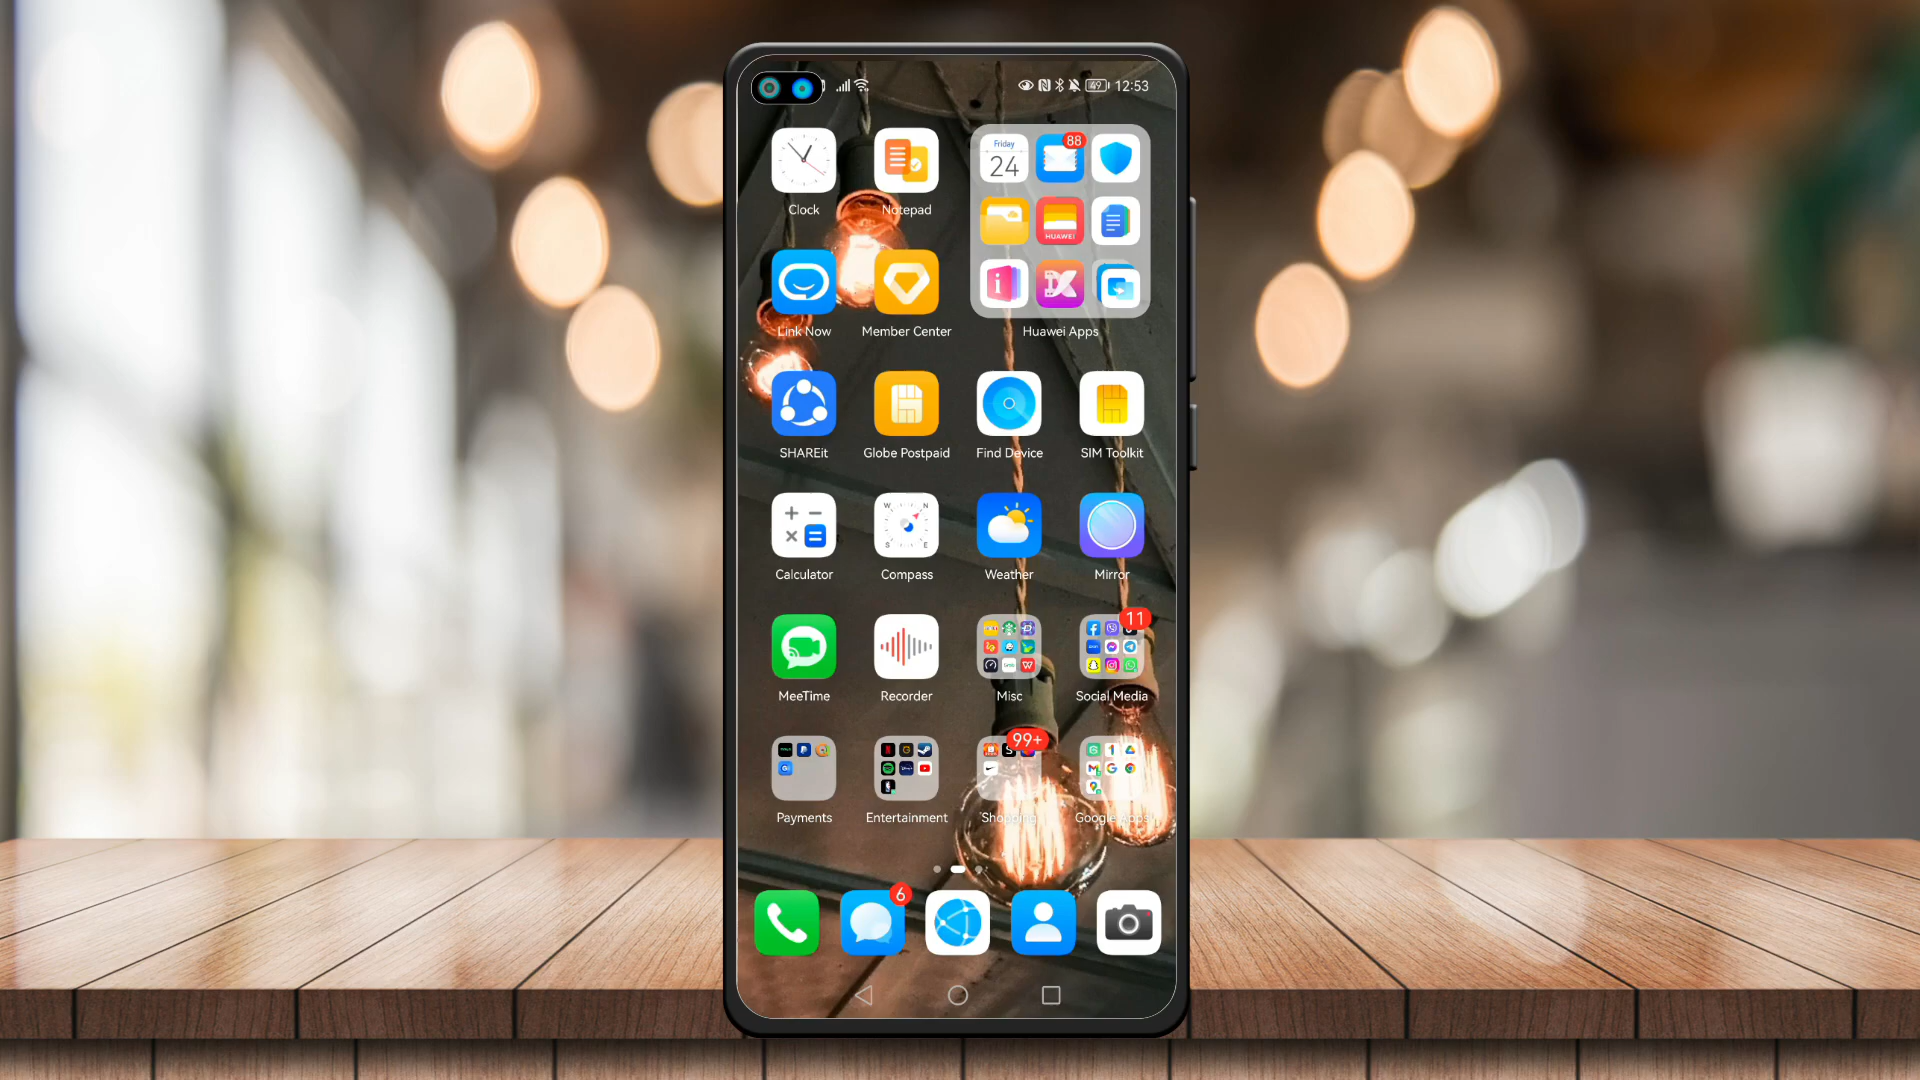 49 12:53
Friday
24
88
HUAWEI
Clock
Notepad
Link Now
Member Center
Huawei Apps
SHAREit
Globe Postpaid
Find Device
SIM Toolkit
W N
S E
Calculator
Compass
Weather
Mirror
11
MeeTime
Recorder
Misc
Social Media
99+
Payments
Entertainment
Shopping
Google Apps
6